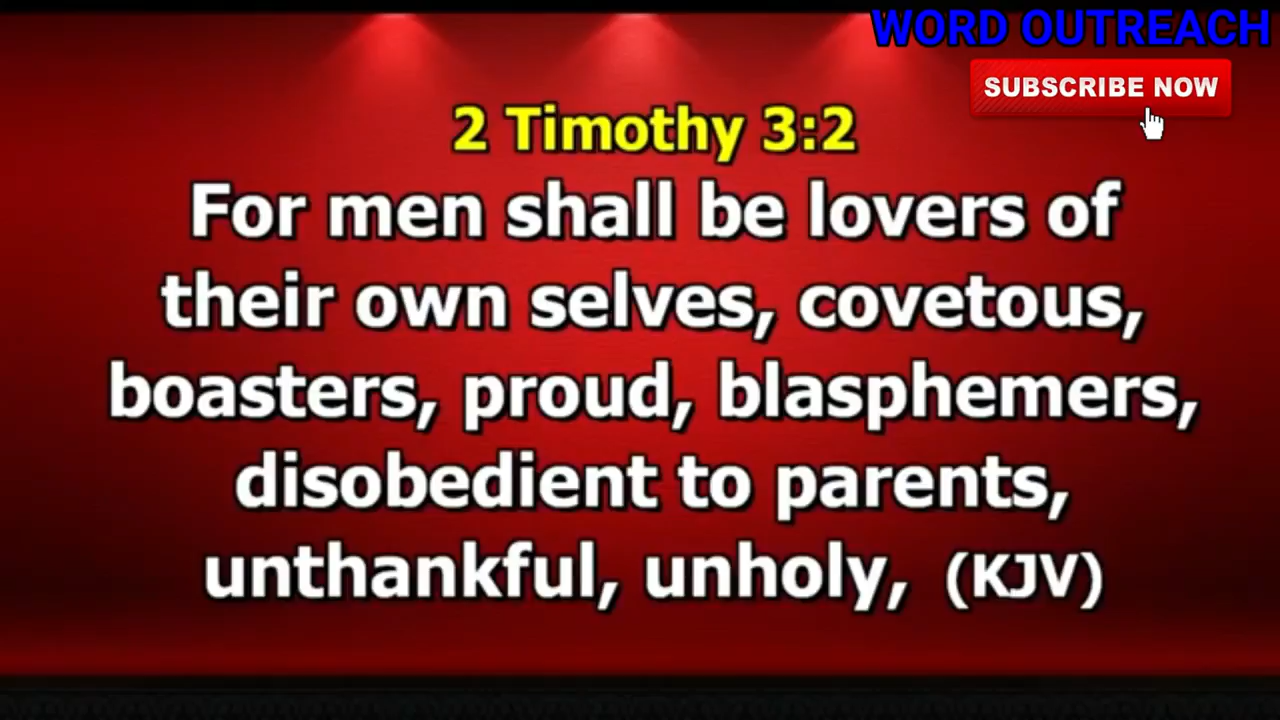 WORD OUTREACH
SUBSCRIBE NOW
2 Timothy 3:2
For men shall be lovers of
their own selves, covetous,
boasters, proud, blasphemers,
disobedient to parents,
unthankful, unholy, (KJV)